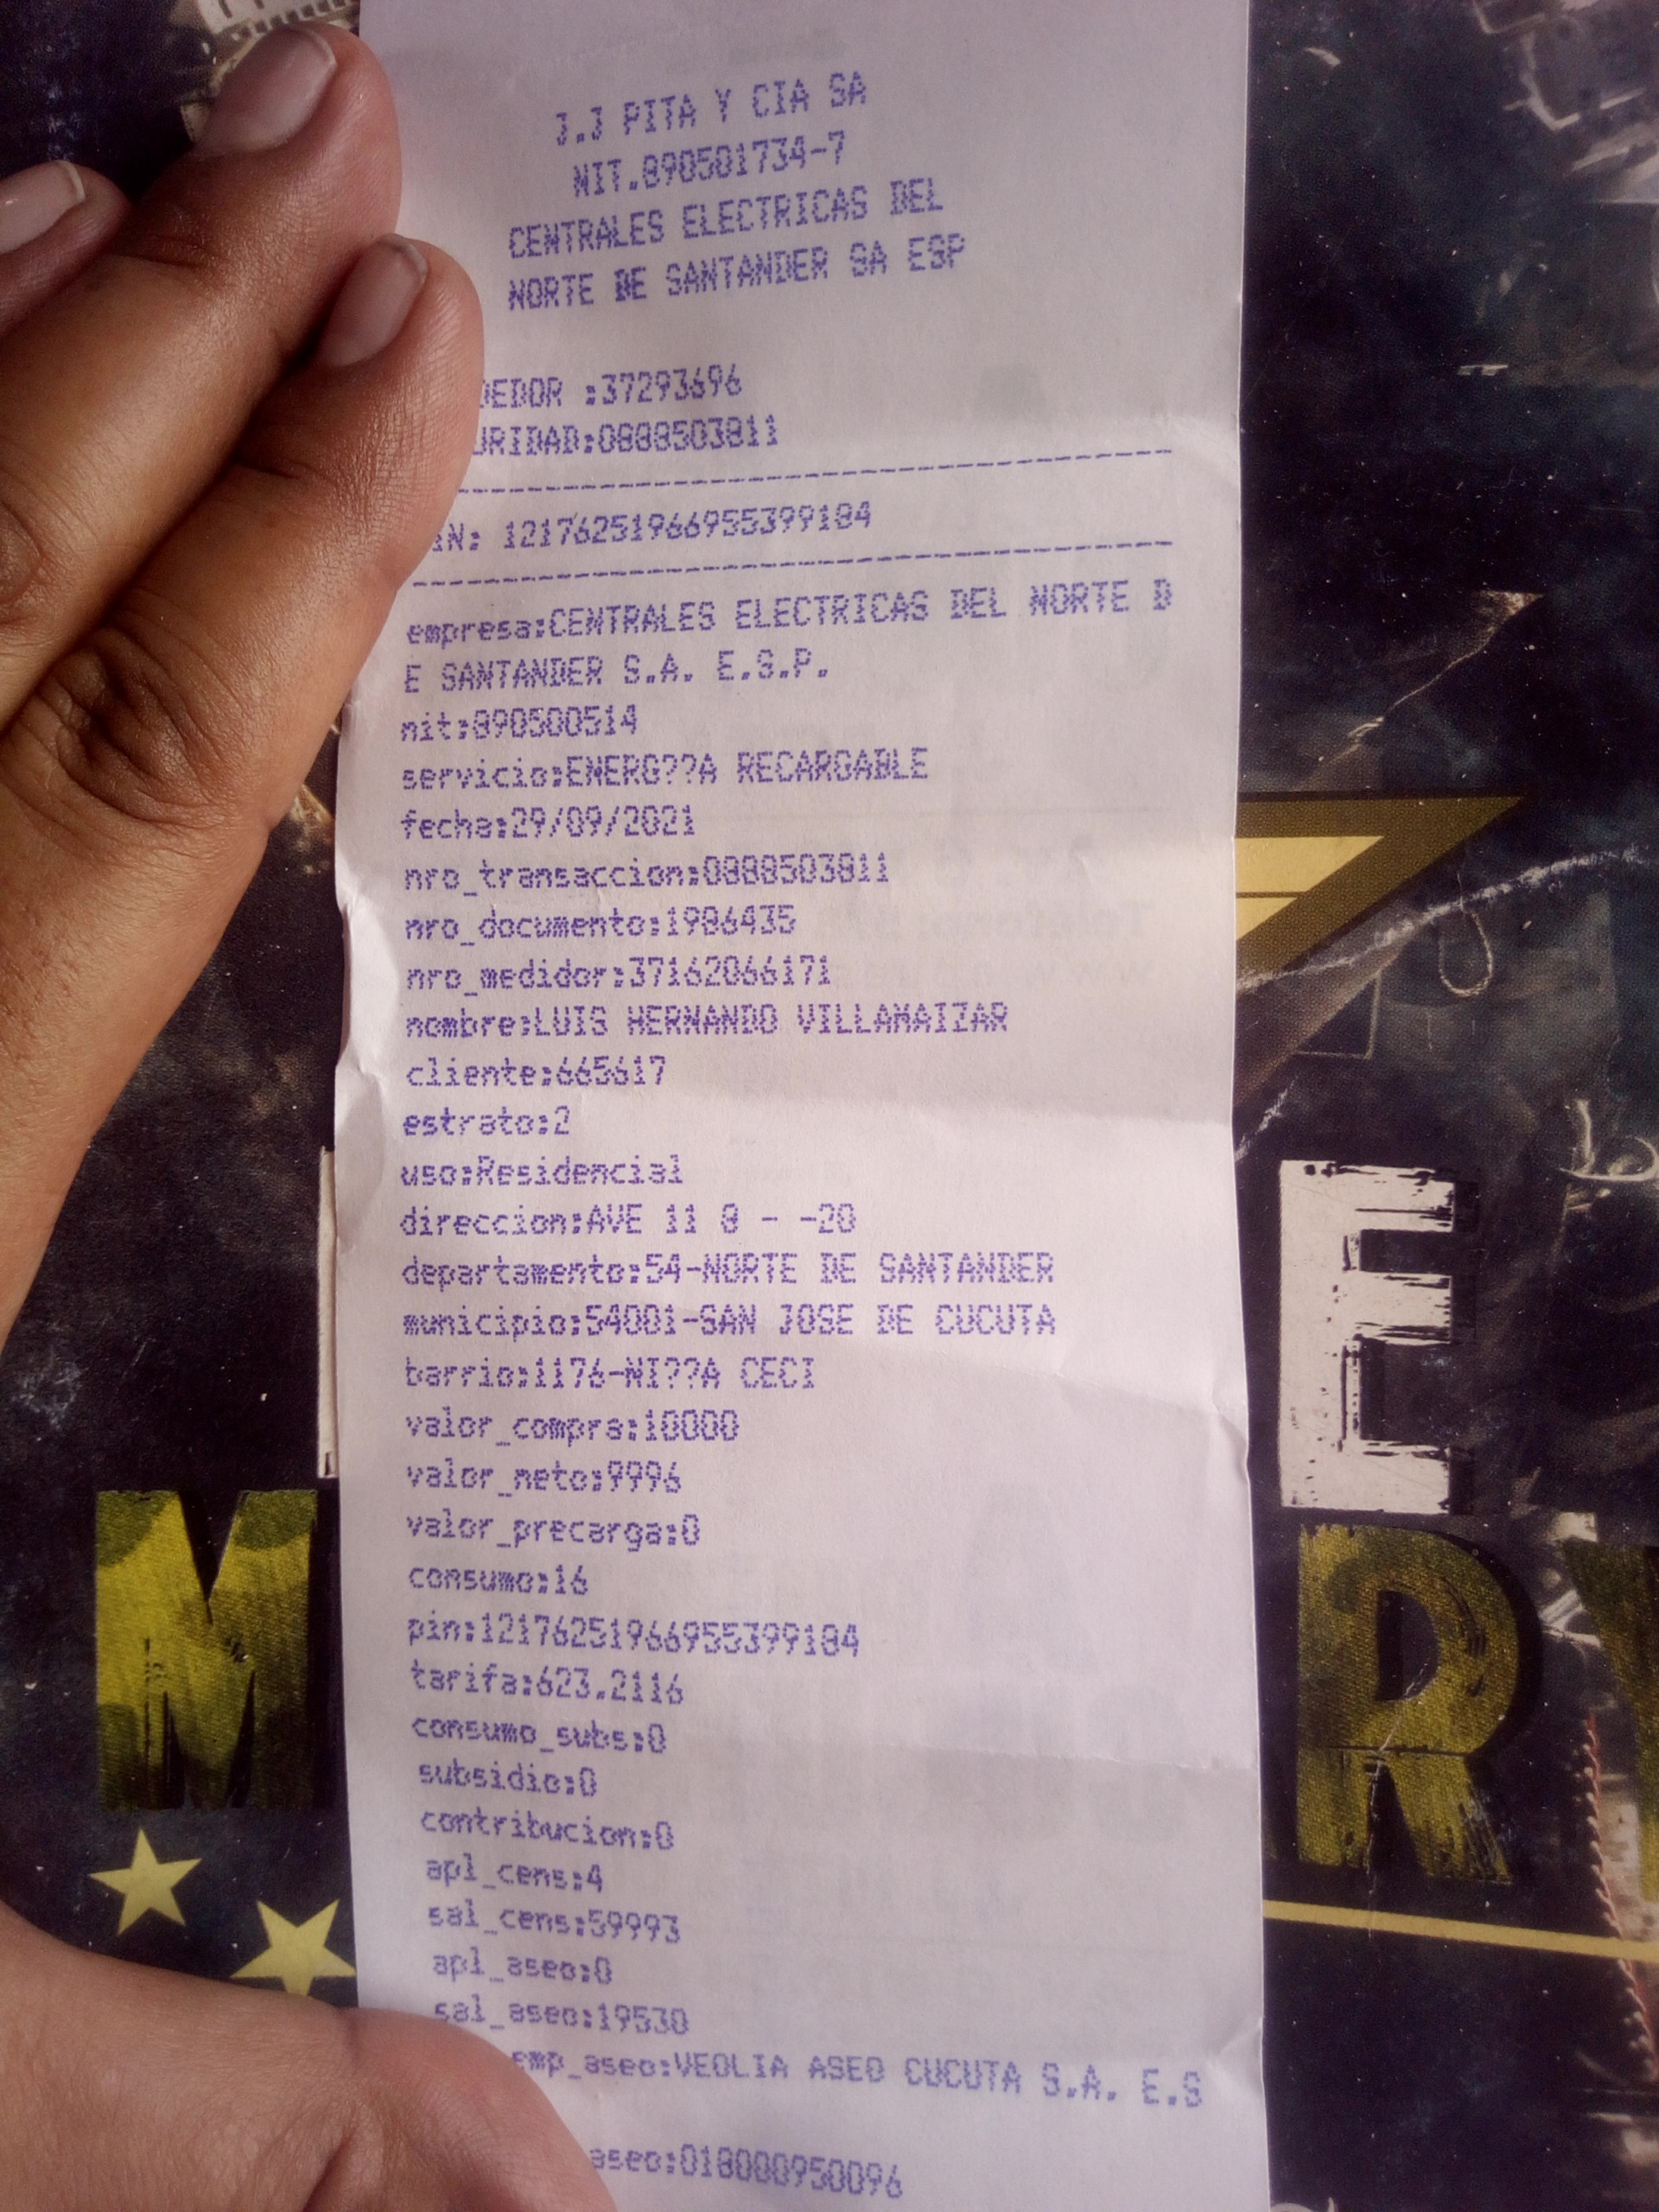 J.J PITA Y CIA SA
NIT.890501734-7
CENTRALES ELECTRICAS DEL
NORTE DE SANTANDER SA ESP
DEDOR :37293696
URIDAD:0888503811
IN: 12176251966955399184
empresa:CENTRALES ELECTRICAS DEL NORTE D
E SANTANDER S.A. E.S.P.
nit:890500514
servicio:ENERG??A RECARGABLE
fecha:29/09/2021
nro_transaccion:0888503811
nro_documento:1986435
nro_medidor:37162066171
nombre:LUIS HERNANDO VILLAMAIZAR
cliente:665617
estrato:2
uso:Residencial
direccion:AVE 11 8 - -20
departamento:54-NORTE DE SANTANDER
municipio:54001-SAN JOSE DE CUCUTA
barrio:1176-NI??A CECI
valor_compra:10000
valor_neto:9996
valor_precarga:0
consumo:16
pin:12176251966955399184
tarifa:623.2116
consumo_subs:0
subsidio:0
contribucion:0
apl_cens:4
sal_cens:59993
apl_aseo:0
sal_aseo:19530
emp_aseo:VEOLIA ASEO CUCUTA S.A. E.S
aseo:018000950096
M
E
R